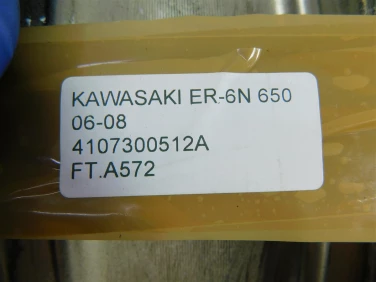 KAWASAKI ER-6N 650
06-08
4107300512A
FT.A572